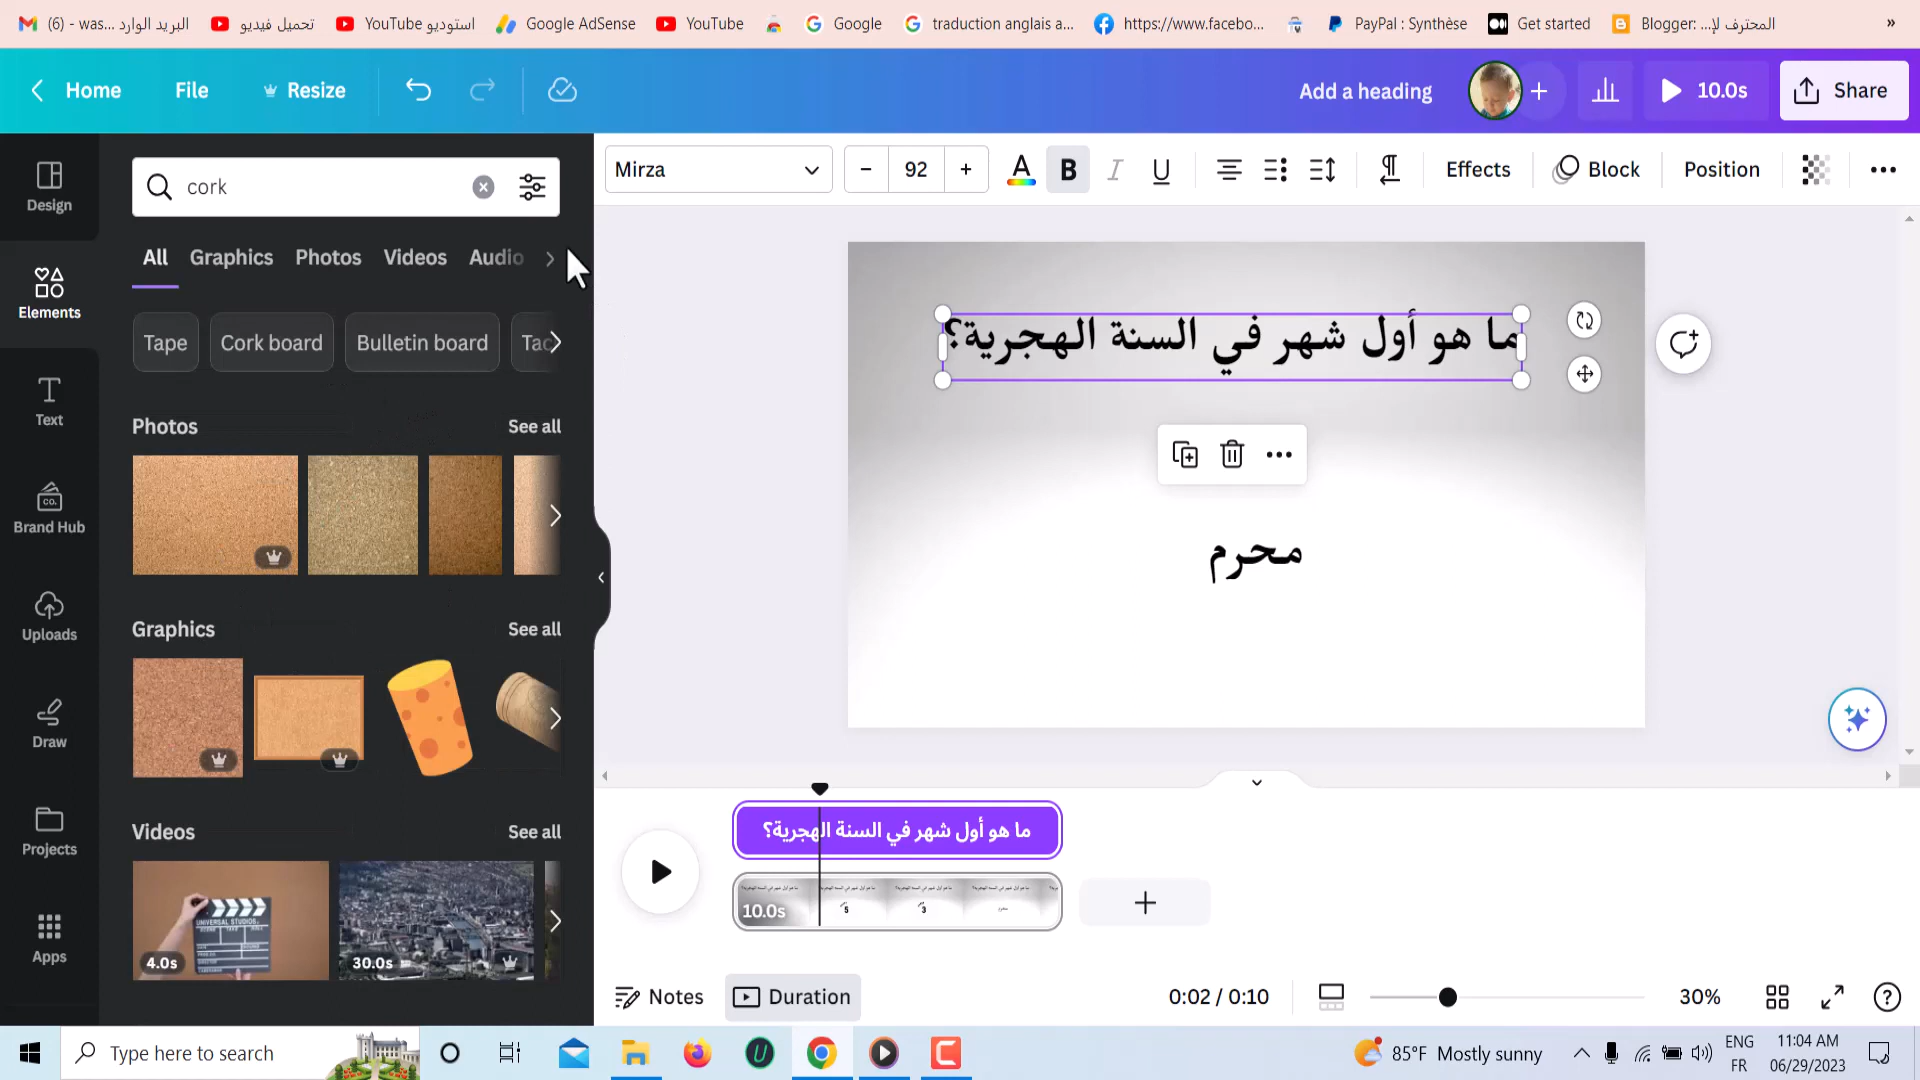 (6) - was... البريد الوارد
تحميل فيديو
YouTube استوديو
Google AdSense
YouTube
Google
traduction anglais a...
https://www.facebo...
PayPal : Synthèse
Get started
Blogger: ...المحترف لإ
»
Home
File
Resize
Add a heading
10.0s
Share
Mirza
92
B
I
U
Effects
Block
Position
cork
All
Graphics
Photos
Videos
Audio
Tape
Cork board
Bulletin board
Design
Elements
Text
Brand Hub
Uploads
Draw
Projects
Apps
Photos
See all
Graphics
See all
Videos
See all
UNIVERSAL STUDIOS
4.0s
30.0s
ما هو أول شهر في السنة الهجرية؟
محرم
ما هو أول شهر في السنة الهجرية؟
10.0s
5
3
Notes
Duration
0:02 / 0:10
30%
Type here to search
85°F Mostly sunny
ENG
FR
11:04 AM
06/29/2023